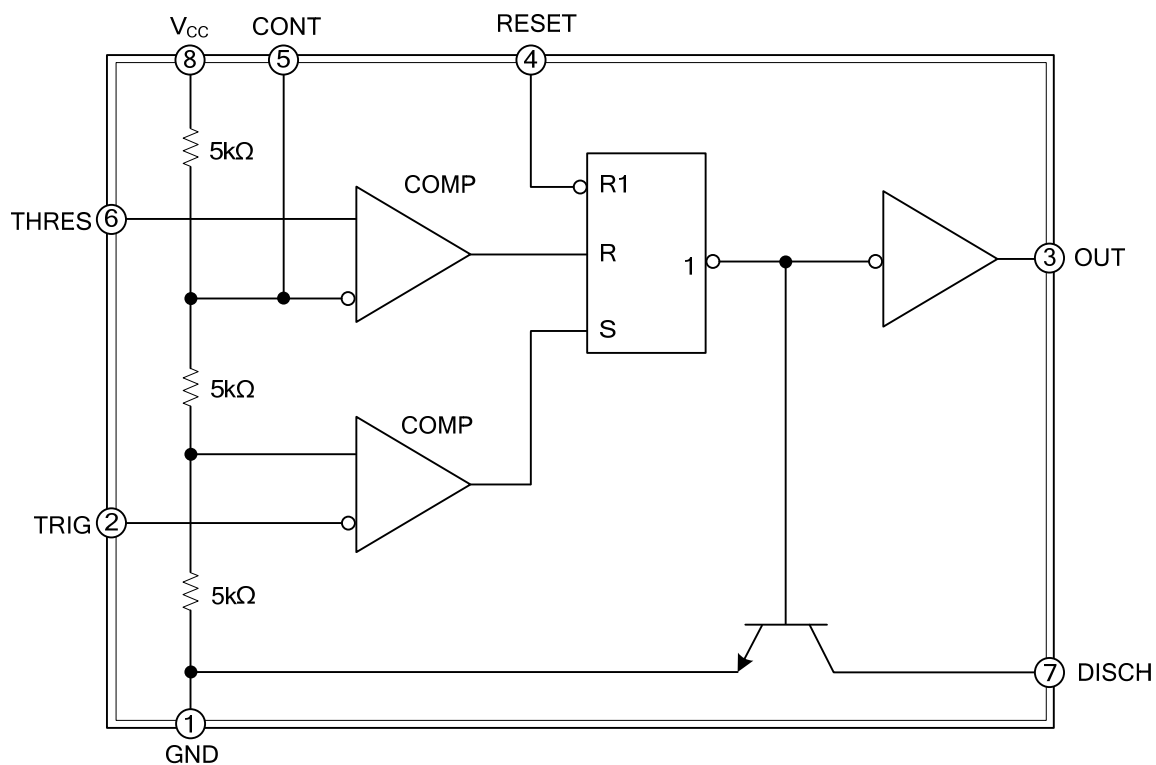 V_CC CONT RESET
8 5 4
5kΩ
COMP R1
THRES 6
R
1
3 OUT
S
5kΩ
COMP
TRIG 2
5kΩ
7 DISCH
1
GND